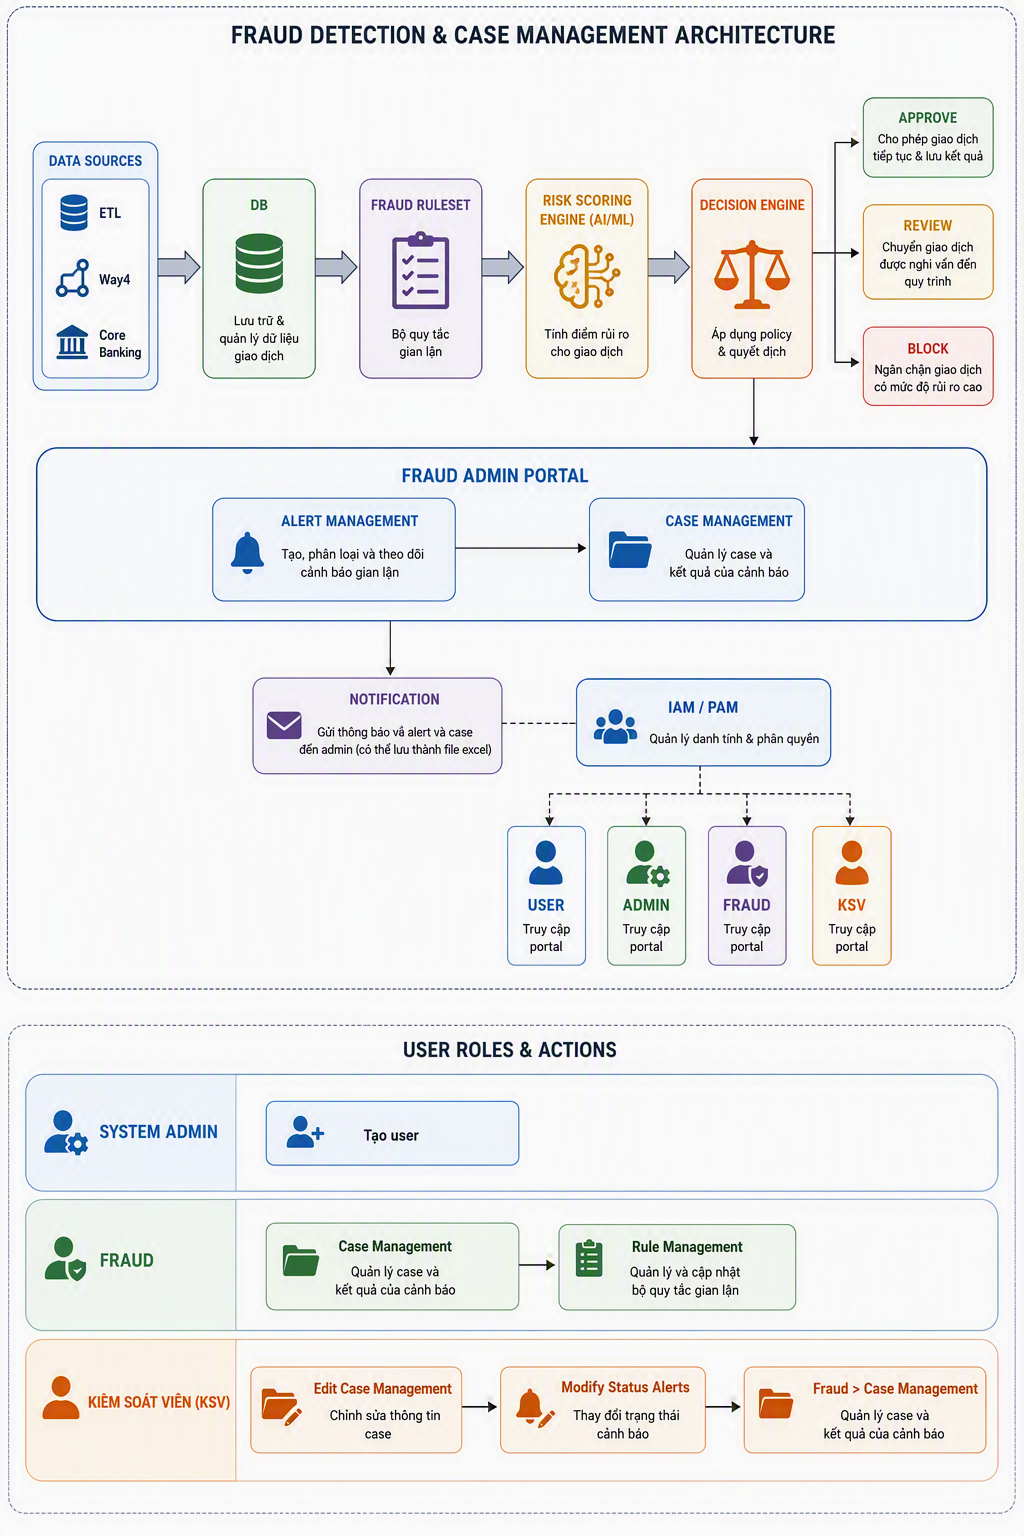 FRAUD DETECTION & CASE MANAGEMENT ARCHITECTURE
DATA SOURCES
ETL
Way4
Core
Banking
DB
Lưu trữ &
quản lý dữ liệu
giao dịch
FRAUD RULESET
Bộ quy tắc
gian lận
RISK SCORING
ENGINE (AI/ML)
Tính điểm rủi ro
cho giao dịch
DECISION ENGINE
Áp dụng policy
& quyết dịch
APPROVE
Cho phép giao dịch
tiếp tục & lưu kết quả
REVIEW
Chuyển giao dịch
được nghi vấn đến
quy trình
BLOCK
Ngân chận giao dịch
có mức độ rủi ro cao
FRAUD ADMIN PORTAL
ALERT MANAGEMENT
Tạo, phân loại và theo dõi
cảnh báo gian lận
CASE MANAGEMENT
Quản lý case và
kết quả của cảnh báo
NOTIFICATION
Gửi thông báo về alert và case
đến admin (có thể lưu thành file excel)
IAM / PAM
Quản lý danh tính & phân quyền
USER
Truy cập
portal
ADMIN
Truy cập
portal
FRAUD
Truy cập
portal
KSV
Truy cập
portal
USER ROLES & ACTIONS
SYSTEM ADMIN
Tạo user
FRAUD
Case Management
Quản lý case và
kết quả của cảnh báo
Rule Management
Quản lý và cập nhật
bộ quy tắc gian lận
KIỂM SOÁT VIÊN (KSV)
Edit Case Management
Chỉnh sửa thông tin
case
Modify Status Alerts
Thay đổi trạng thái
cảnh báo
Fraud > Case Management
Quản lý case và
kết quả của cảnh báo